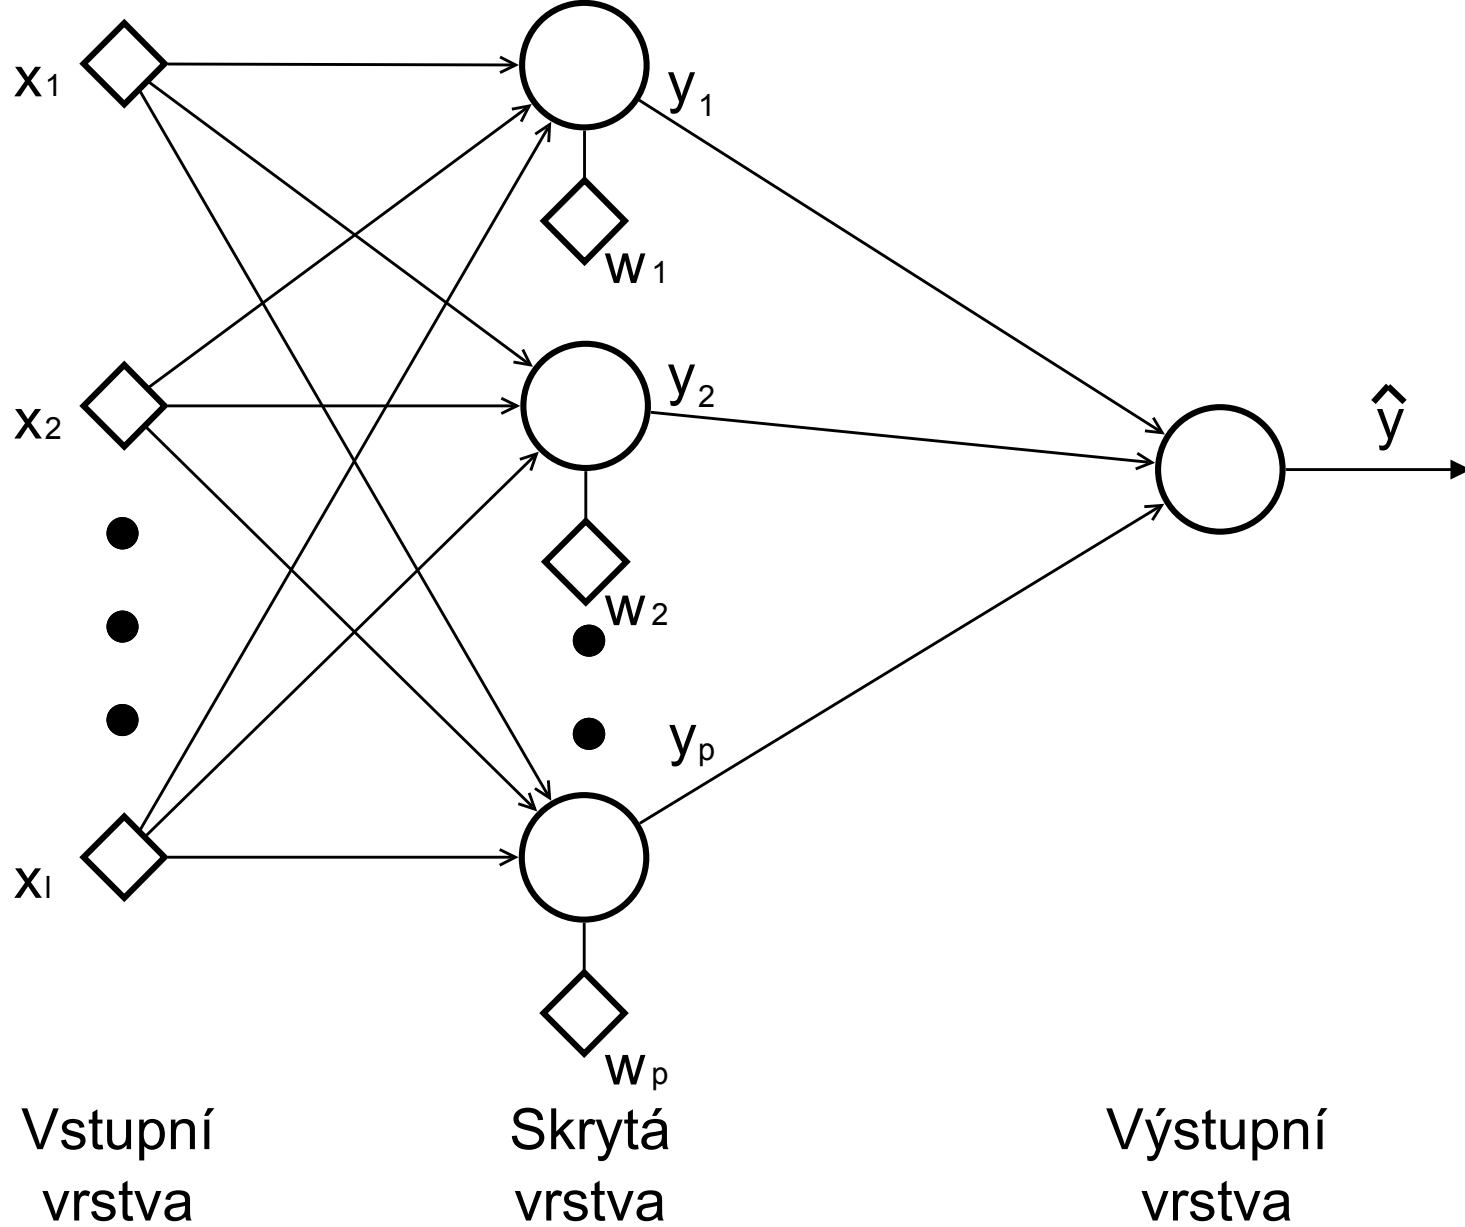 x1
y1
w1
x2
y2
ŷ
w2
yp
xl
wp
Vstupní
vrstva
Skrytá
vrstva
Výstupní
vrstva